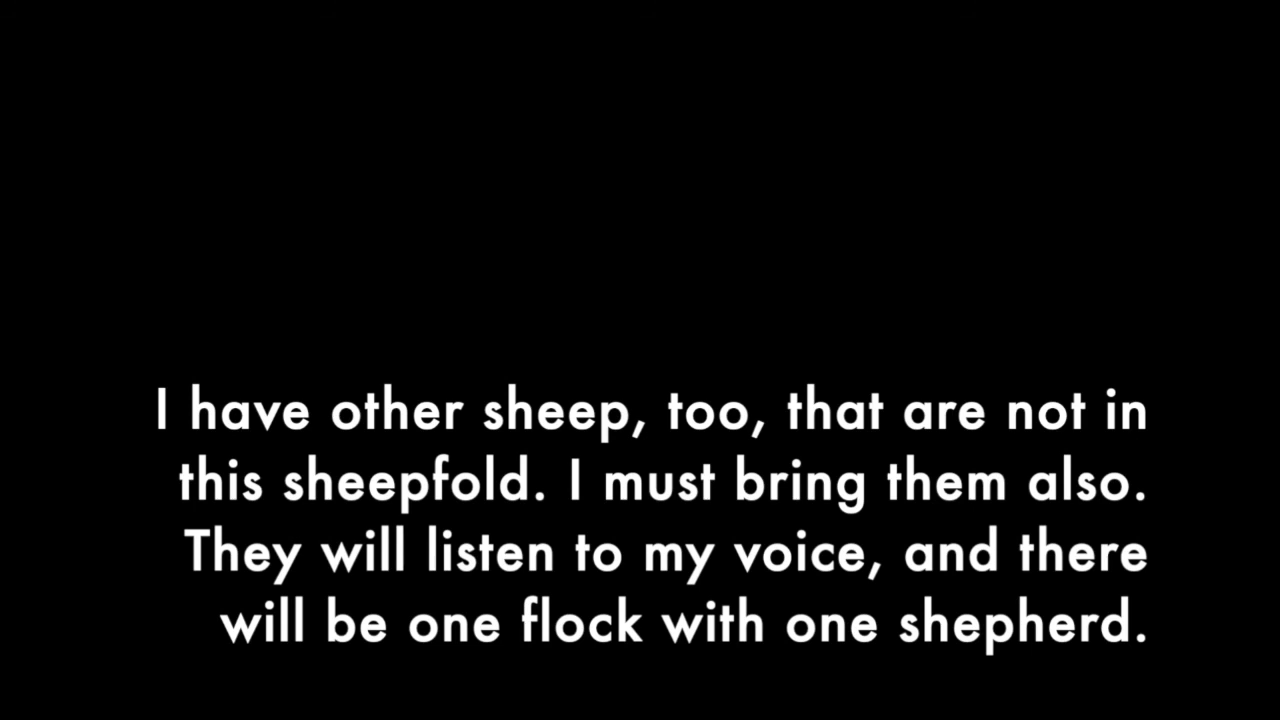 I have other sheep, too, that are not in
this sheepfold. I must bring them also.
They will listen to my voice, and there
will be one flock with one shepherd.